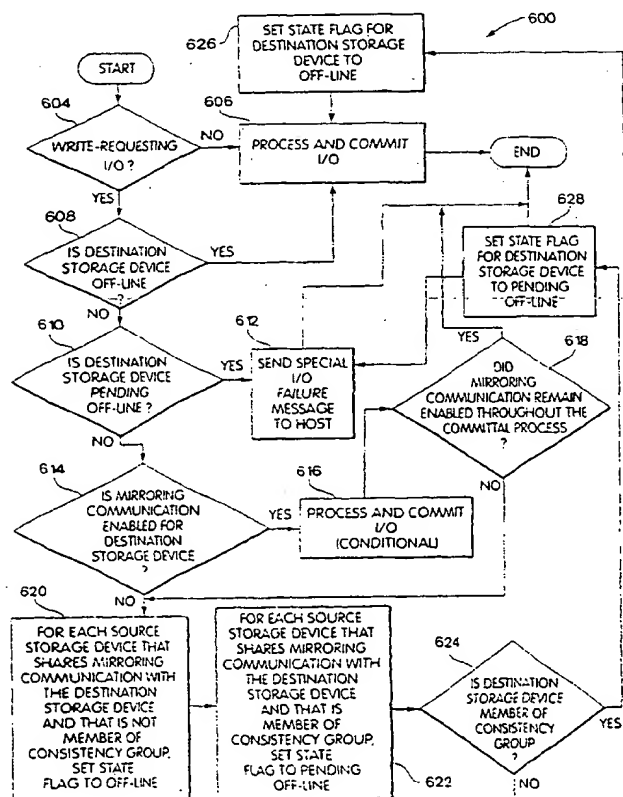 600
START
626
SET STATE FLAG FOR
DESTINATION STORAGE
DEVICE TO
OFF-LINE
604
WRITE-REQUESTING
I/O?
NO
606
PROCESS AND COMMIT
I/O
END
YES
608
IS DESTINATION
STORAGE DEVICE
OFF-LINE
?
YES
628
SET STATE FLAG
FOR DESTINATION
STORAGE
DEVICE
TO PENDING
OFF-LINE
NO
610
IS DESTINATION
STORAGE DEVICE
PENDING
OFF-LINE?
YES
612
SEND SPECIAL
I/O
FAILURE
MESSAGE
TO HOST
YES
618
DID
MIRRORING
COMMUNICATION REMAIN
ENABLED THROUGHOUT THE
COMMITTAL PROCESS
?
NO
NO
614
IS MIRRORING
COMMUNICATION
ENABLED FOR
DESTINATION
STORAGE DEVICE
?
YES
616
PROCESS AND COMMIT
I/O
(CONDITIONAL)
NO
620
FOR EACH SOURCE
STORAGE DEVICE THAT
SHARES MIRRORING
COMMUNICATION WITH
THE DESTINATION
STORAGE DEVICE
AND THAT IS NOT
MEMBER OF
CONSISTENCY GROUP,
SET STATE
FLAG TO OFF-LINE
FOR EACH SOURCE
STORAGE DEVICE THAT
SHARES MIRRORING
COMMUNICATION WITH
THE DESTINATION
STORAGE DEVICE
AND THAT IS
MEMBER OF
CONSISTENCY GROUP,
SET STATE
FLAG TO PENDING
OFF-LINE
622
624
IS DESTINATION
STORAGE DEVICE
MEMBER OF
CONSISTENCY
GROUP
?
YES
NO